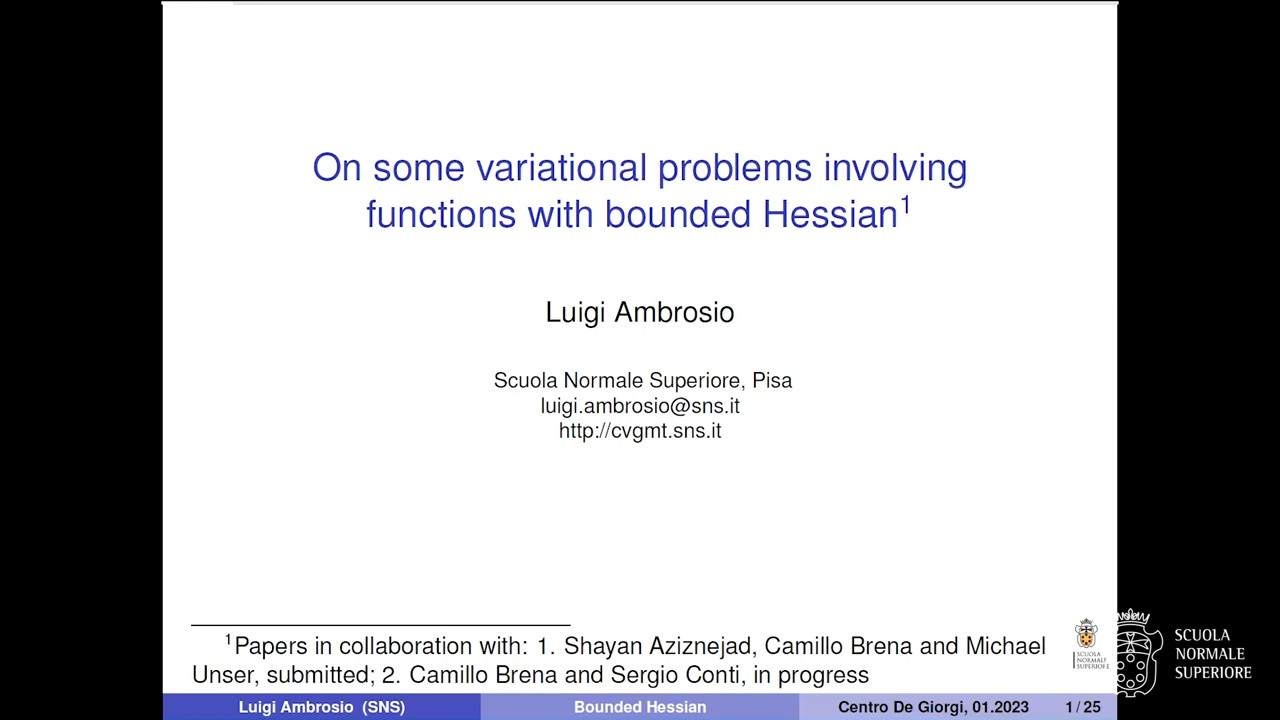 On some variational problems involving
functions with bounded Hessian¹
Luigi Ambrosio
Scuola Normale Superiore, Pisa
luigi.ambrosio@sns.it
http://cvgmt.sns.it
¹Papers in collaboration with: 1. Shayan Aziznejad, Camillo Brena and Michael
Unser, submitted; 2. Camillo Brena and Sergio Conti, in progress
SCUOLA
NORMALE
SUPERIORE
Luigi Ambrosio (SNS) Bounded Hessian Centro De Giorgi, 01.2023 1 / 25
SCUOLA
NORMALE
SUPERIORE